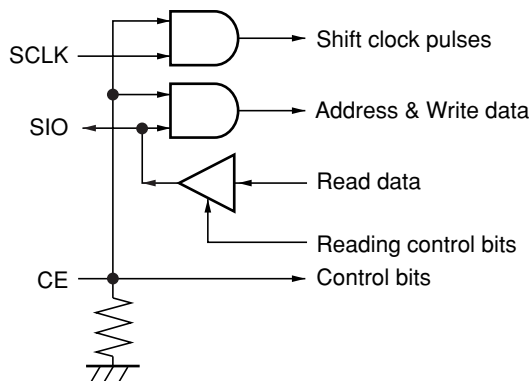 Shift clock pulses
SCLK
Address & Write data
SIO
Read data
Reading control bits
CE
Control bits